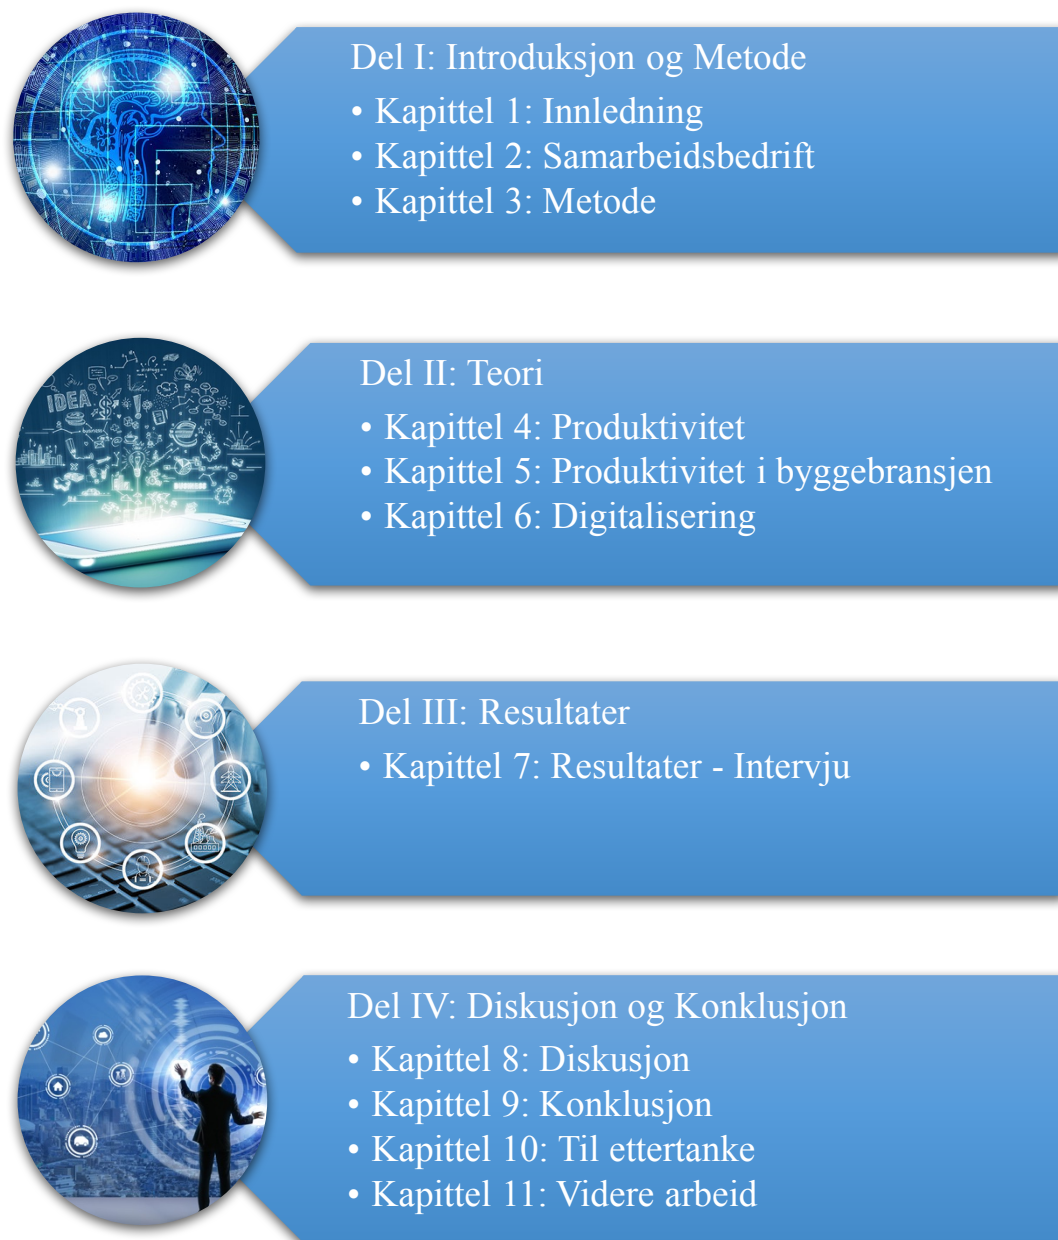 Del I: Introduksjon og Metode
• Kapittel 1: Innledning
• Kapittel 2: Samarbeidsbedrift
• Kapittel 3: Metode
IDEA
BUSINESS
Del II: Teori
• Kapittel 4: Produktivitet
• Kapittel 5: Produktivitet i byggebransjen
• Kapittel 6: Digitalisering
Del III: Resultater
• Kapittel 7: Resultater - Intervju
Del IV: Diskusjon og Konklusjon
• Kapittel 8: Diskusjon
• Kapittel 9: Konklusjon
• Kapittel 10: Til ettertanke
• Kapittel 11: Videre arbeid